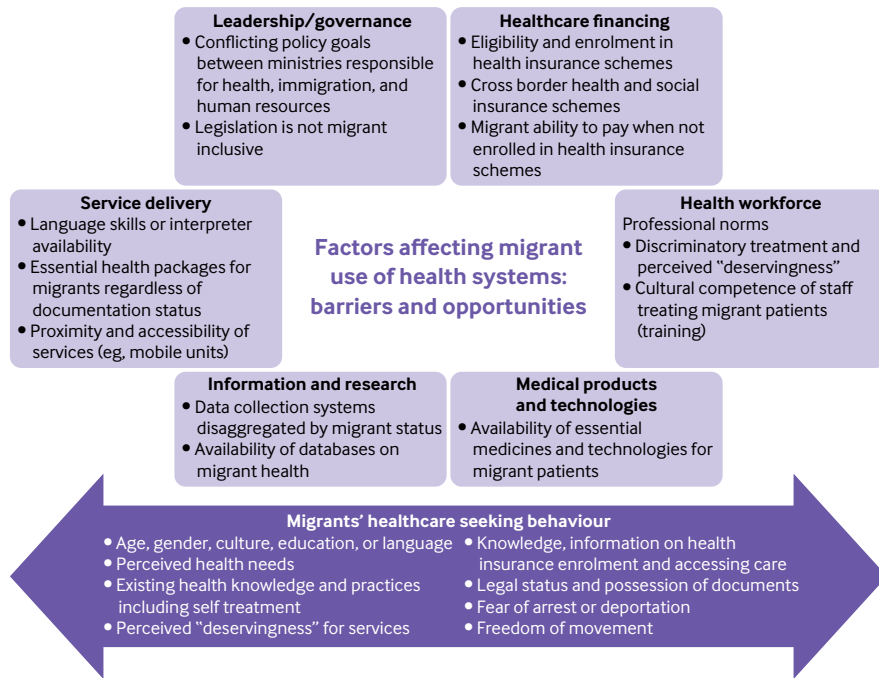 Leadership/governance
• Conflicting policy goals
between ministries responsible
for health, immigration, and
human resources
• Legislation is not migrant
inclusive
Healthcare financing
• Eligibility and enrolment in
health insurance schemes
• Cross border health and social
insurance schemes
• Migrant ability to pay when not
enrolled in health insurance
schemes
Service delivery
• Language skills or interpreter
availability
• Essential health packages for
migrants regardless of
documentation status
• Proximity and accessibility of
services (eg, mobile units)
Factors affecting migrant
use of health systems:
barriers and opportunities
Health workforce
Professional norms
• Discriminatory treatment and
perceived “deservingness”
• Cultural competence of staff
treating migrant patients
(training)
Information and research
• Data collection systems
disaggregated by migrant status
• Availability of databases on
migrant health
Medical products
and technologies
• Availability of essential
medicines and technologies for
migrant patients
Migrants’ healthcare seeking behaviour
• Age, gender, culture, education, or language
• Perceived health needs
• Existing health knowledge and practices
including self treatment
• Perceived “deservingness” for services
• Knowledge, information on health
insurance enrolment and accessing care
• Legal status and possession of documents
• Fear of arrest or deportation
• Freedom of movement